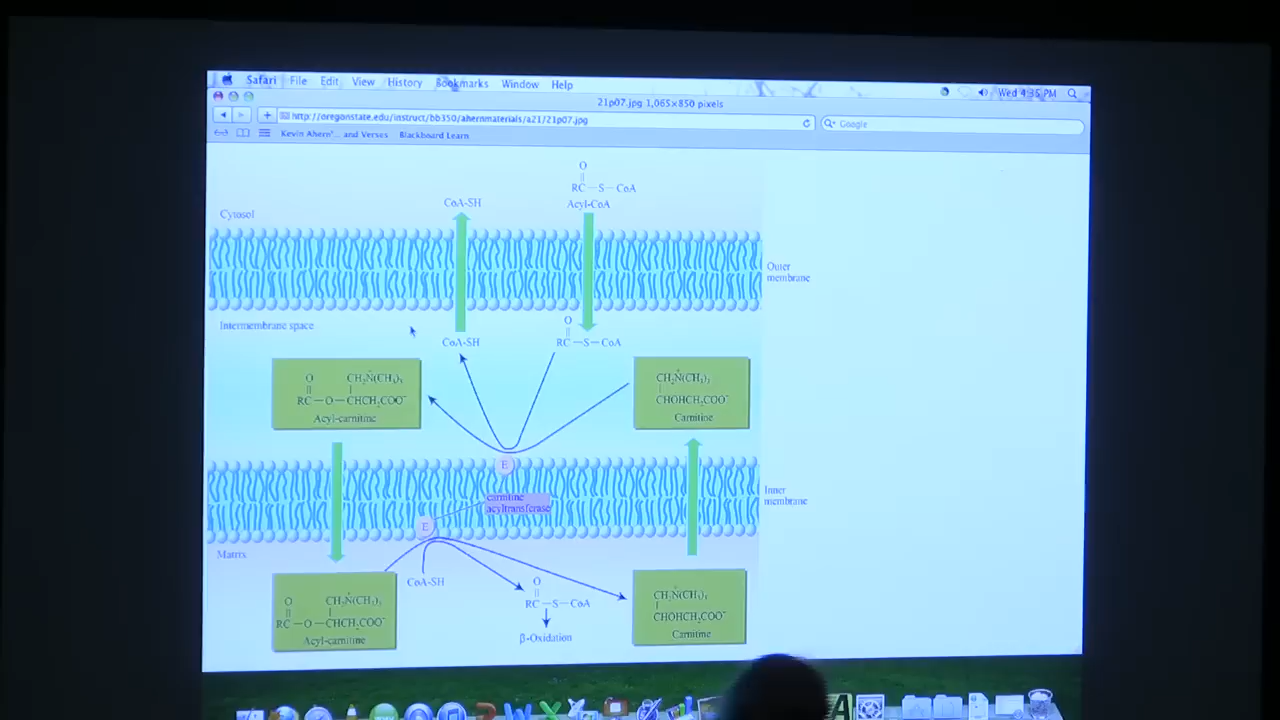 Safari File Edit View History Bookmarks Window Help
Wed 4:35 PM
21p07.jpg 1,065×850 pixels
http://oregonstate.edu/instruct/bb350/ahernmaterials/a21/21p07.jpg
Google
Kevin Ahern'... and Verses Blackboard Learn
O
RC—S—CoA
CoA-SH
Acyl-CoA
Cytosol
Outer
membrane
Intermembrane space
O
CoA-SH
RC—S—CoA
O
RC—O—CHCH₂COO⁻
Acyl-carnitine
CHOHCH₂COO⁻
Carnitine
E
carnitine
acyltransferase
Inner
membrane
E
Matrix
CoA-SH
O
RC—S—CoA
β-Oxidation
O
RC—O—CHCH₂COO⁻
Acyl-carnitine
CHOHCH₂COO⁻
Carnitine